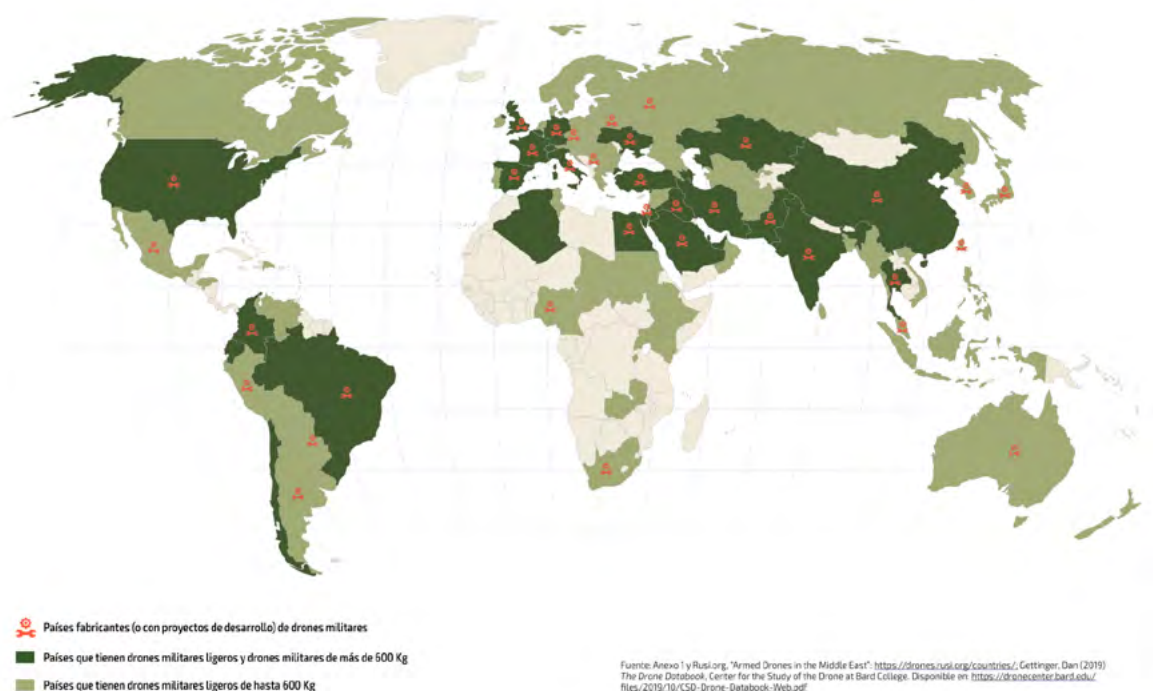 Países fabricantes (o con proyectos de desarrollo) de drones militares
Países que tienen drones militares ligeros y drones militares de más de 600 Kg
Países que tienen drones militares ligeros de hasta 600 Kg
Fuente: Anexo 1 y Rusi.org, "Armed Drones in the Middle East": https://drones.rusi.org/countries/; Gettinger, Dan (2019)
The Drone Databook, Center for the Study of the Drone at Bard College. Disponible en: https://dronecenter.bard.edu/
files/2019/10/CSD-Drone-Databook-Web.pdf